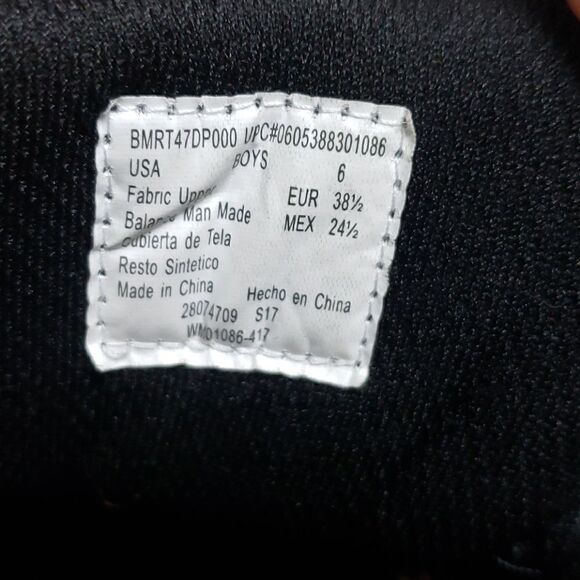 BMRT47DP000 UPC#0605388301086
USA BOYS 6
Fabric Upper EUR 38½
Balance Man Made MEX 24½
Cubierta de Tela
Resto Sintetico
Made in China Hecho en China
28074709 S17
WM01086-417